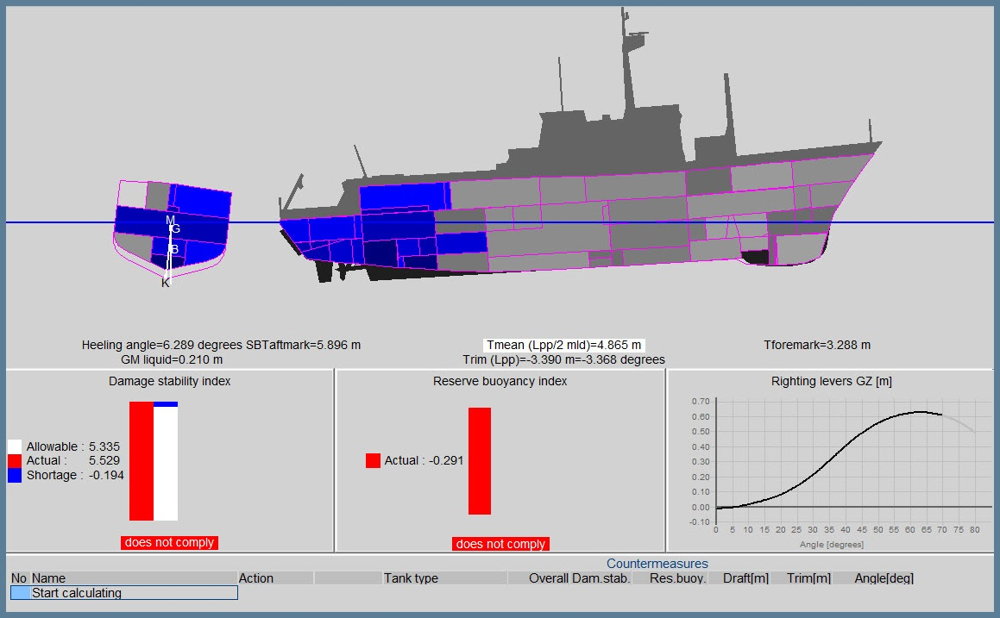 M
G
B
K
Heeling angle=6.289 degrees SB
Taftmark=5.896 m
Tmean (Lpp/2 mld)=4.865 m
Tforemark=3.288 m
GM liquid=0.210 m
Trim (Lpp)=-3.390 m=-3.368 degrees
Damage stability index
Allowable : 5.335
Actual : 5.529
Shortage : -0.194
does not comply
Reserve buoyancy index
Actual : -0.291
does not comply
Righting levers GZ [m]
0.70
0.60
0.50
0.40
0.30
0.20
0.10
0.00
-0.10
0 5 10 15 20 25 30 35 40 45 50 55 60 65 70 75 80
Angle [degrees]
Countermeasures
No Name Action Tank type Overall Dam.stab. Res.buoy. Draft[m] Trim[m] Angle[deg]
Start calculating